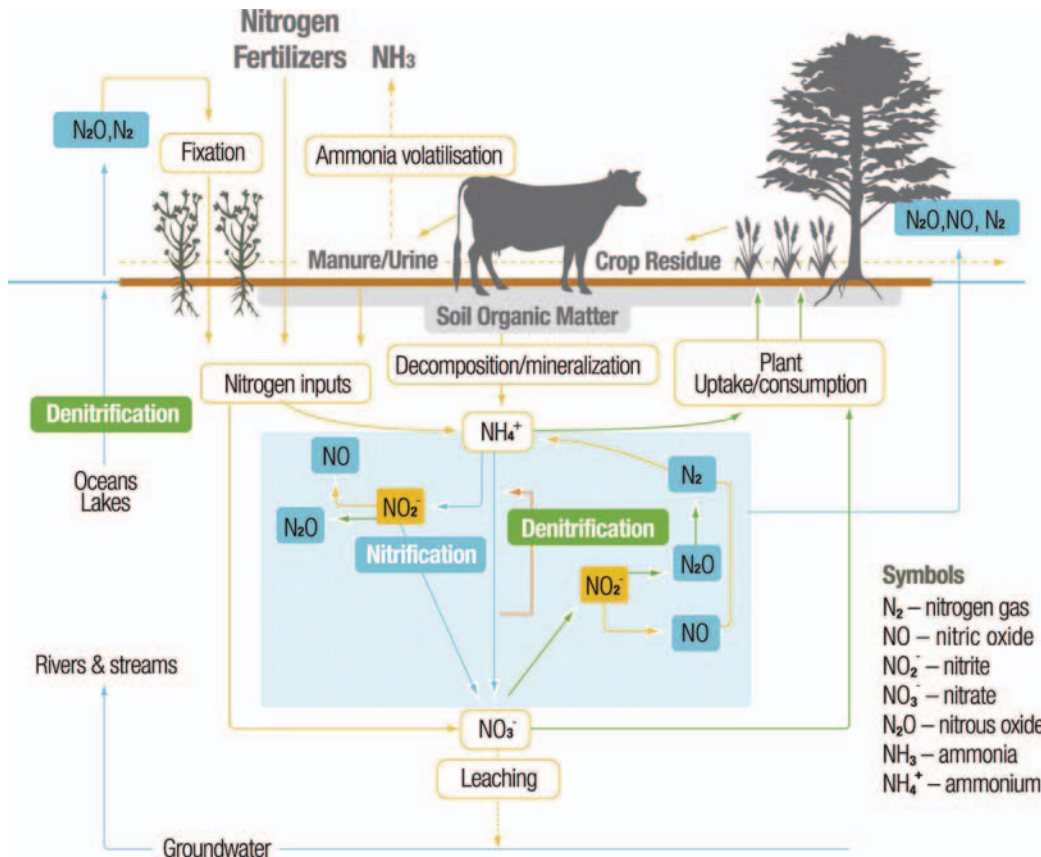 Nitrogen
Fertilizers
NH₃
N₂O,N₂
Fixation
Ammonia volatilisation
N₂O,NO, N₂
Manure/Urine
Crop Residue
Soil Organic Matter
Decomposition/mineralization
Plant
Uptake/consumption
Nitrogen inputs
Denitrification
NH₄⁺
NO
N₂
Oceans
Lakes
NO₂⁻
N₂O
Denitrification
Nitrification
N₂O
NO₂⁻
NO
Symbols
N₂ – nitrogen gas
NO – nitric oxide
NO₂⁻ – nitrite
NO₃⁻ – nitrate
N₂O – nitrous oxide
NH₃ – ammonia
NH₄⁺ – ammonium
Rivers & streams
NO₃⁻
Leaching
Groundwater